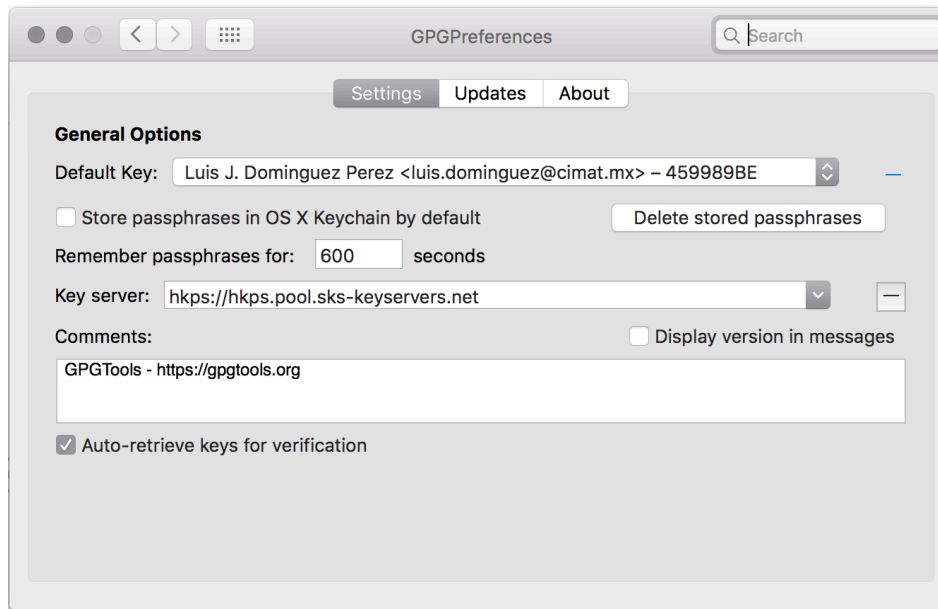 GPGPreferences
Search
Settings Updates About
General Options
Default Key: Luis J. Dominguez Perez <luis.dominguez@cimat.mx> – 459989BE
Store passphrases in OS X Keychain by default Delete stored passphrases
Remember passphrases for: 600 seconds
Key server: hkps://hkps.pool.sks-keyservers.net
Comments: Display version in messages
GPGTools - https://gpgtools.org
Auto-retrieve keys for verification